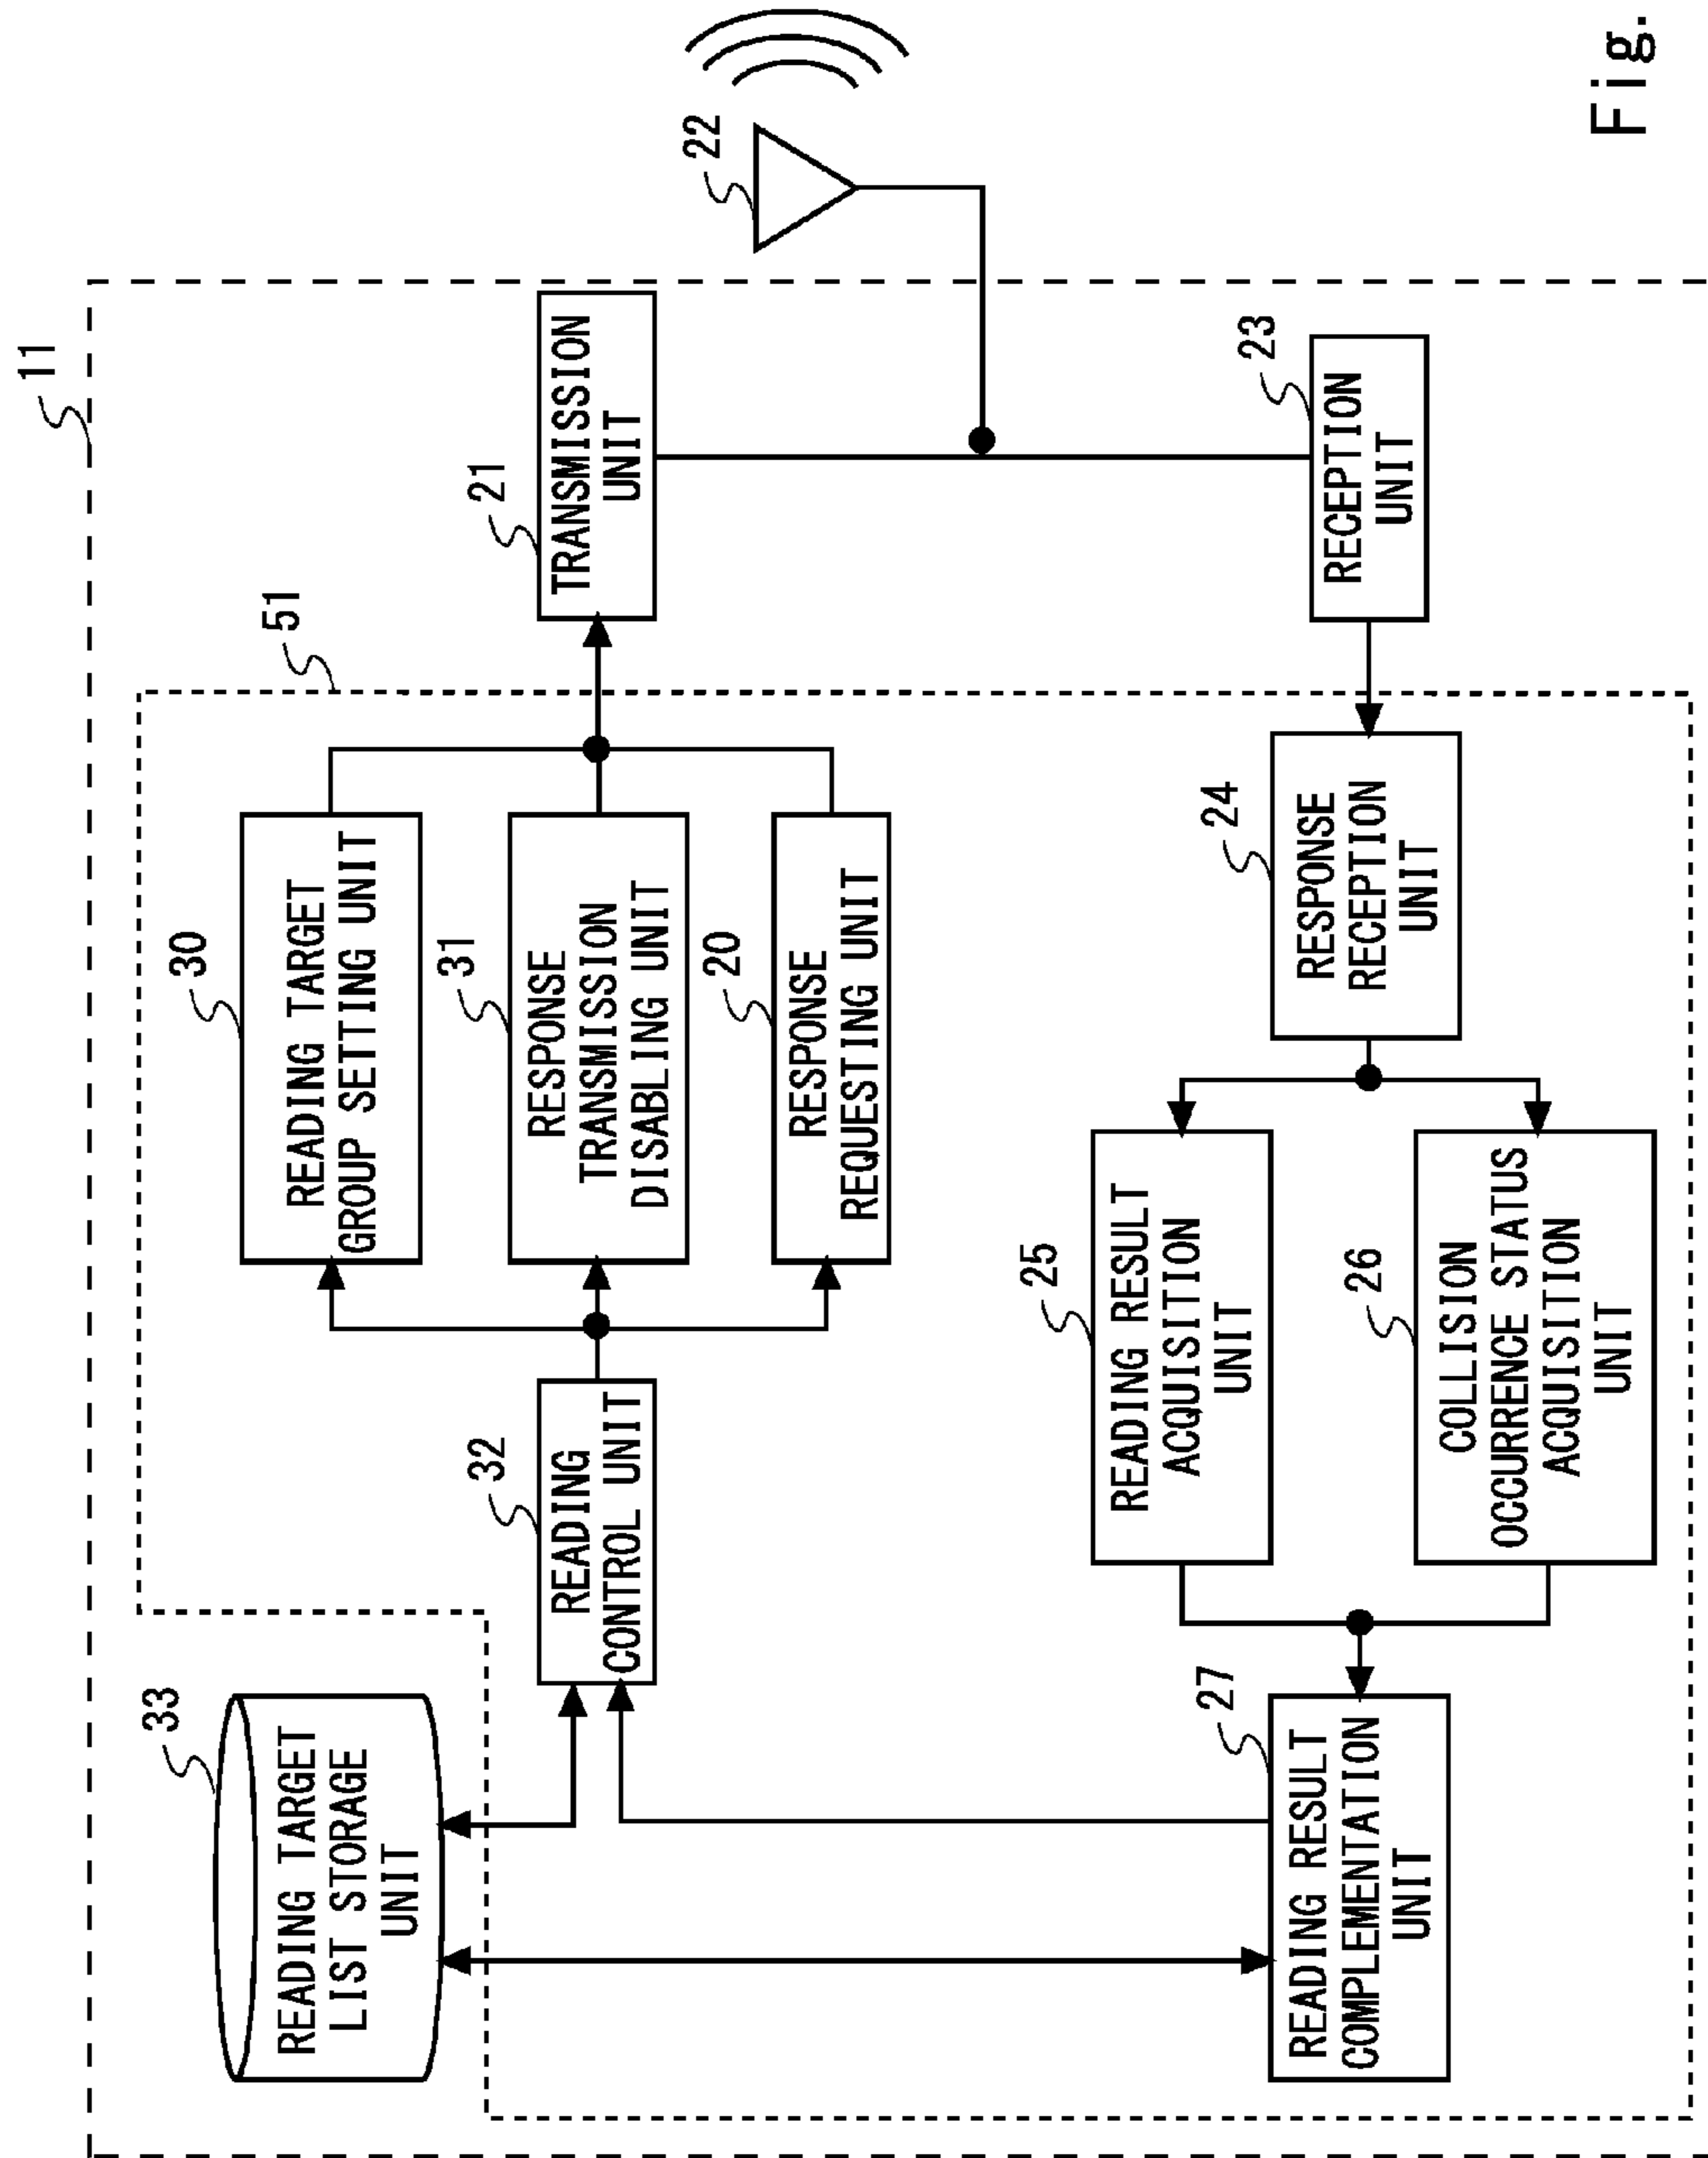 11
33
READING TARGET
LIST STORAGE
UNIT
32
READING
CONTROL UNIT
30
READING TARGET
GROUP SETTING UNIT
31
RESPONSE
TRANSMISSION
DISABLING UNIT
20
RESPONSE
REQUESTING UNIT
51
21
TRANSMISSION
UNIT
22
27
READING RESULT
COMPLEMENTATION
UNIT
25
READING RESULT
ACQUISITION
UNIT
26
COLLISION
OCCURRENCE STATUS
ACQUISITION
UNIT
24
RESPONSE
RECEPTION
UNIT
23
RECEPTION
UNIT
Fig.